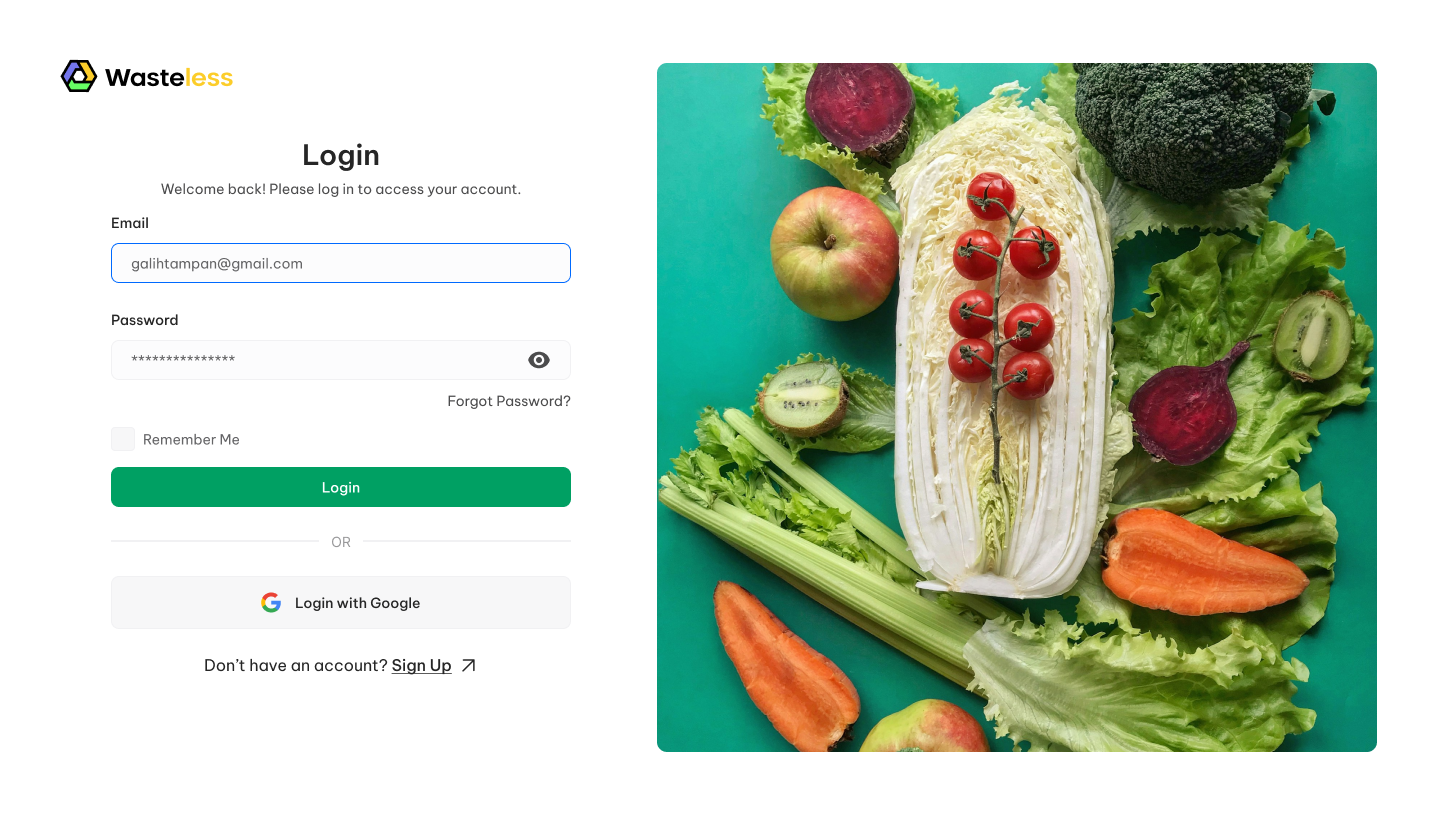 Wasteless
Login
Welcome back! Please log in to access your account.
Email
galihtampan@gmail.com
Password
***************
Forgot Password?
Remember Me
Login
OR
Login with Google
Don’t have an account? Sign Up